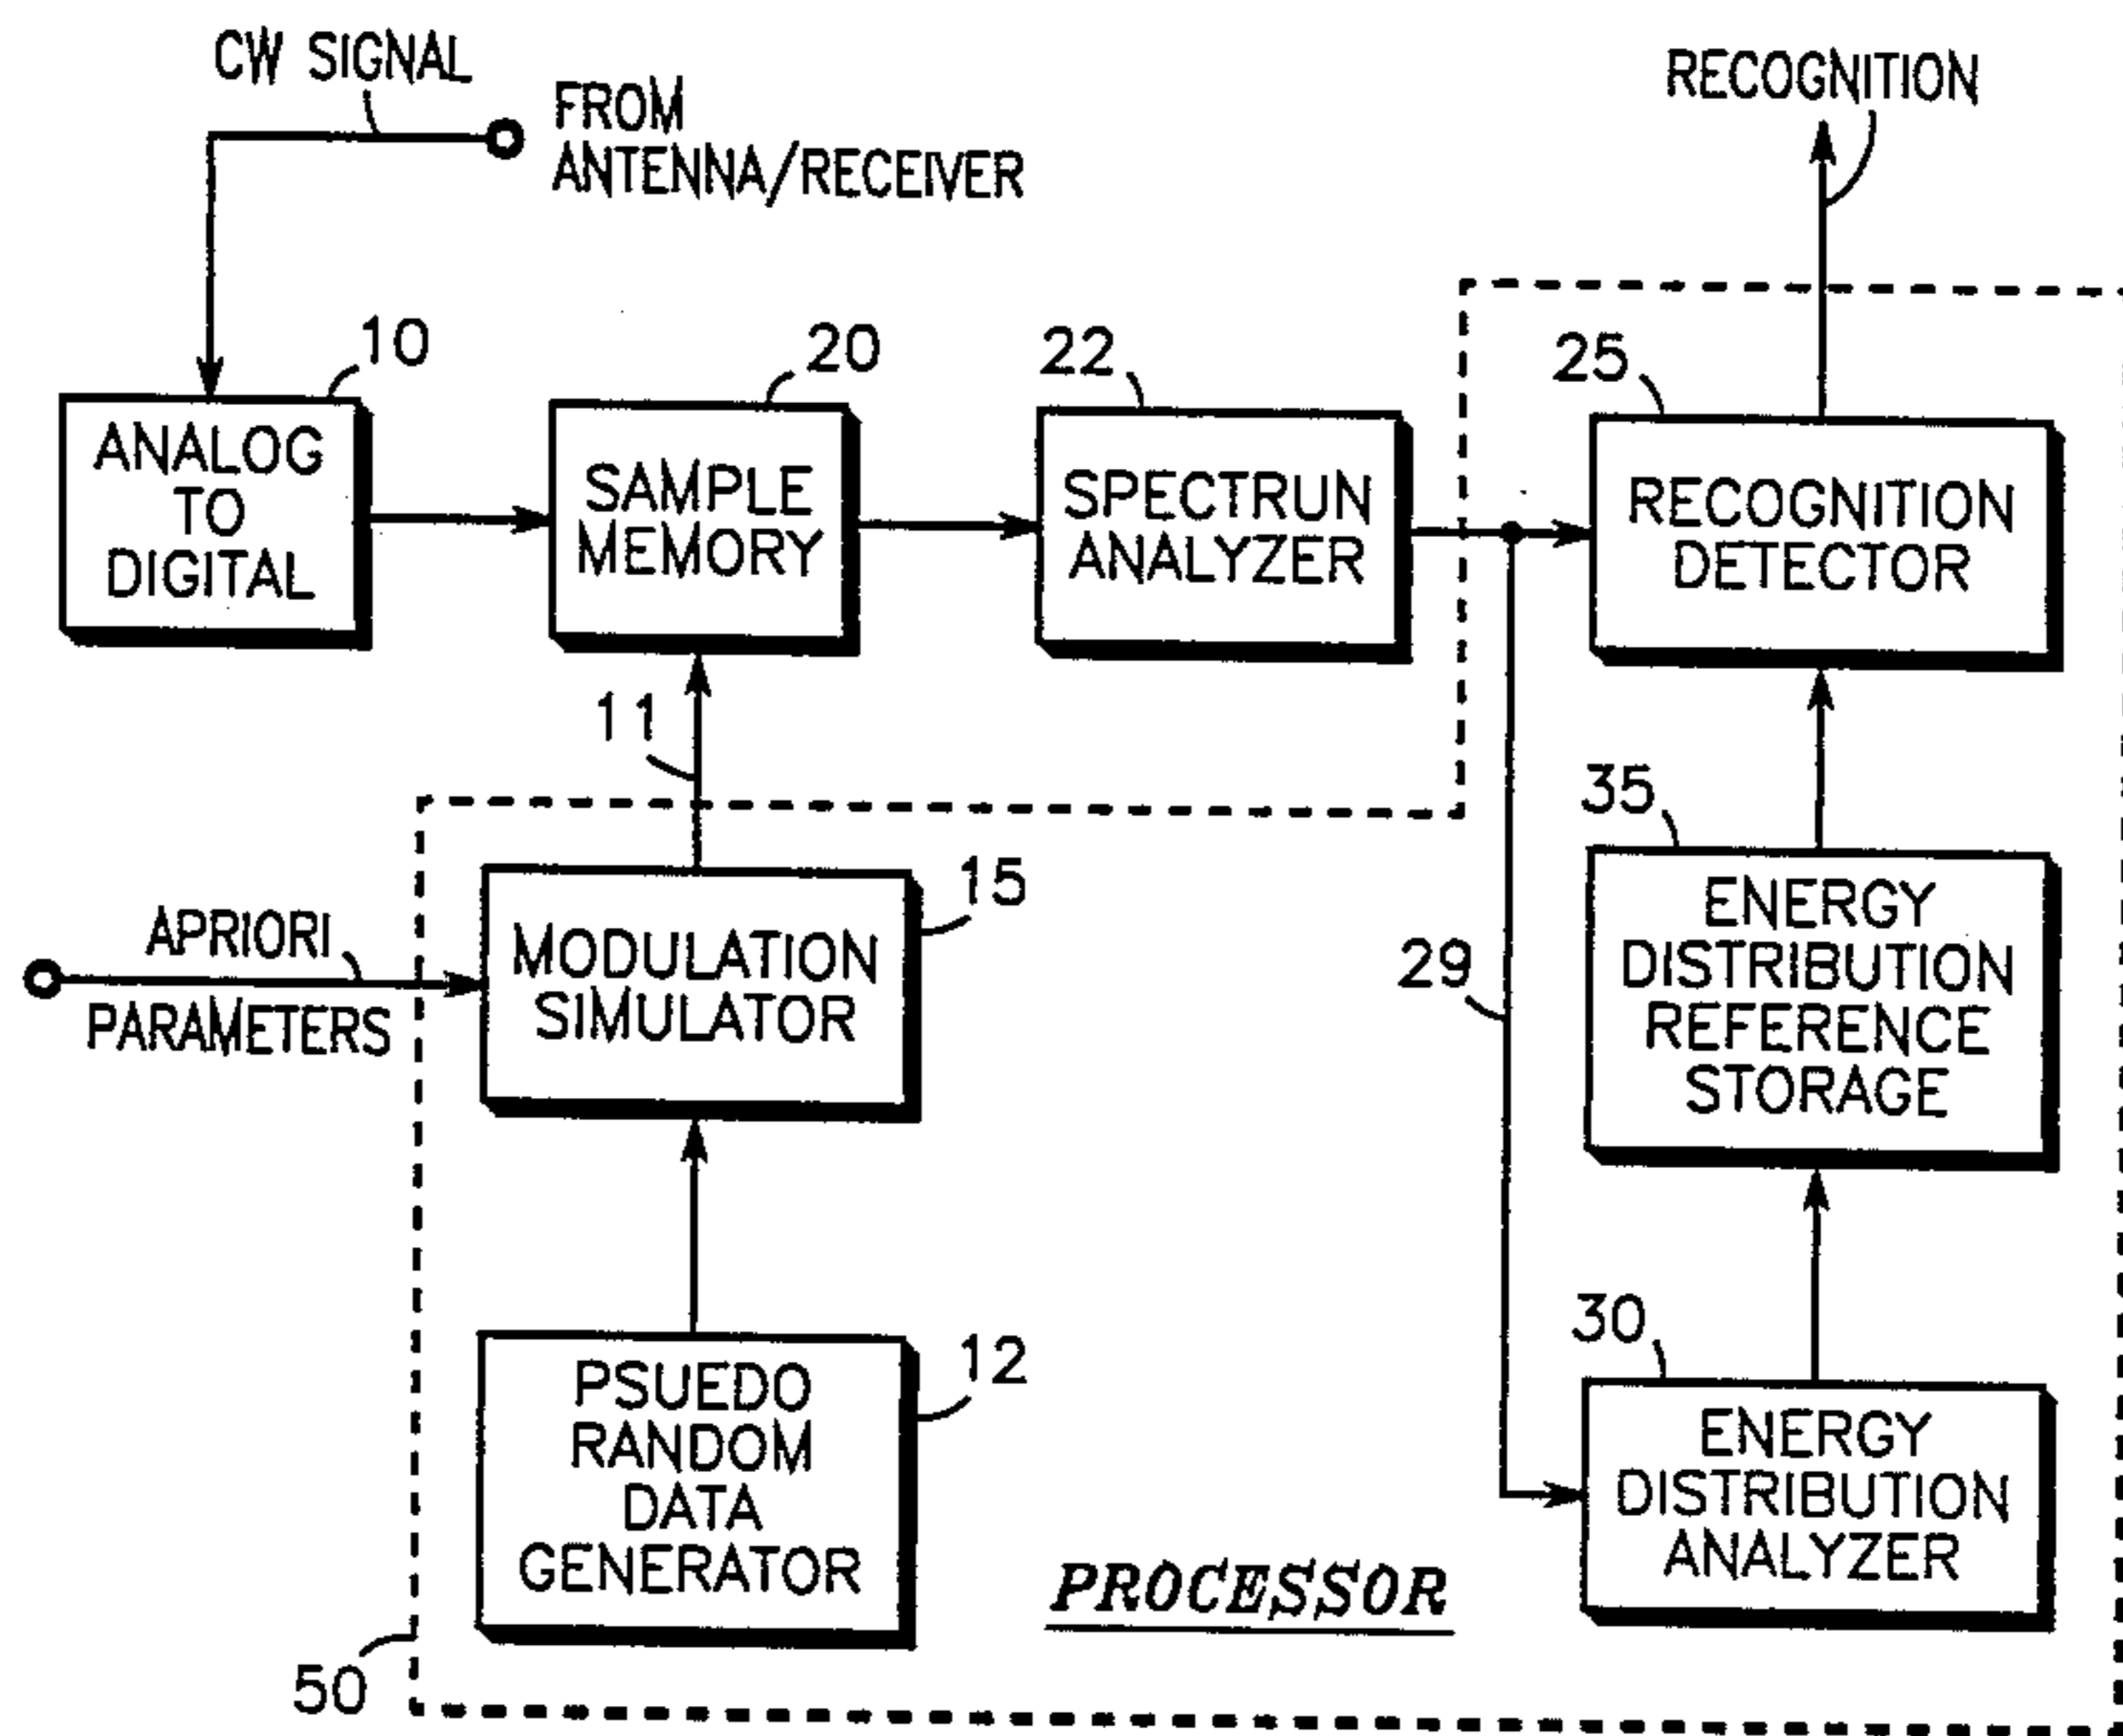 CW SIGNAL
FROM
ANTENNA/RECEIVER
RECOGNITION
10
20
22
25
ANALOG
TO
DIGITAL
SAMPLE
MEMORY
SPECTRUN
ANALYZER
RECOGNITION
DETECTOR
11
35
15
APRIORI
PARAMETERS
MODULATION
SIMULATOR
29
ENERGY
DISTRIBUTION
REFERENCE
STORAGE
12
30
PSUEDO
RANDOM
DATA
GENERATOR
ENERGY
DISTRIBUTION
ANALYZER
PROCESSOR
50